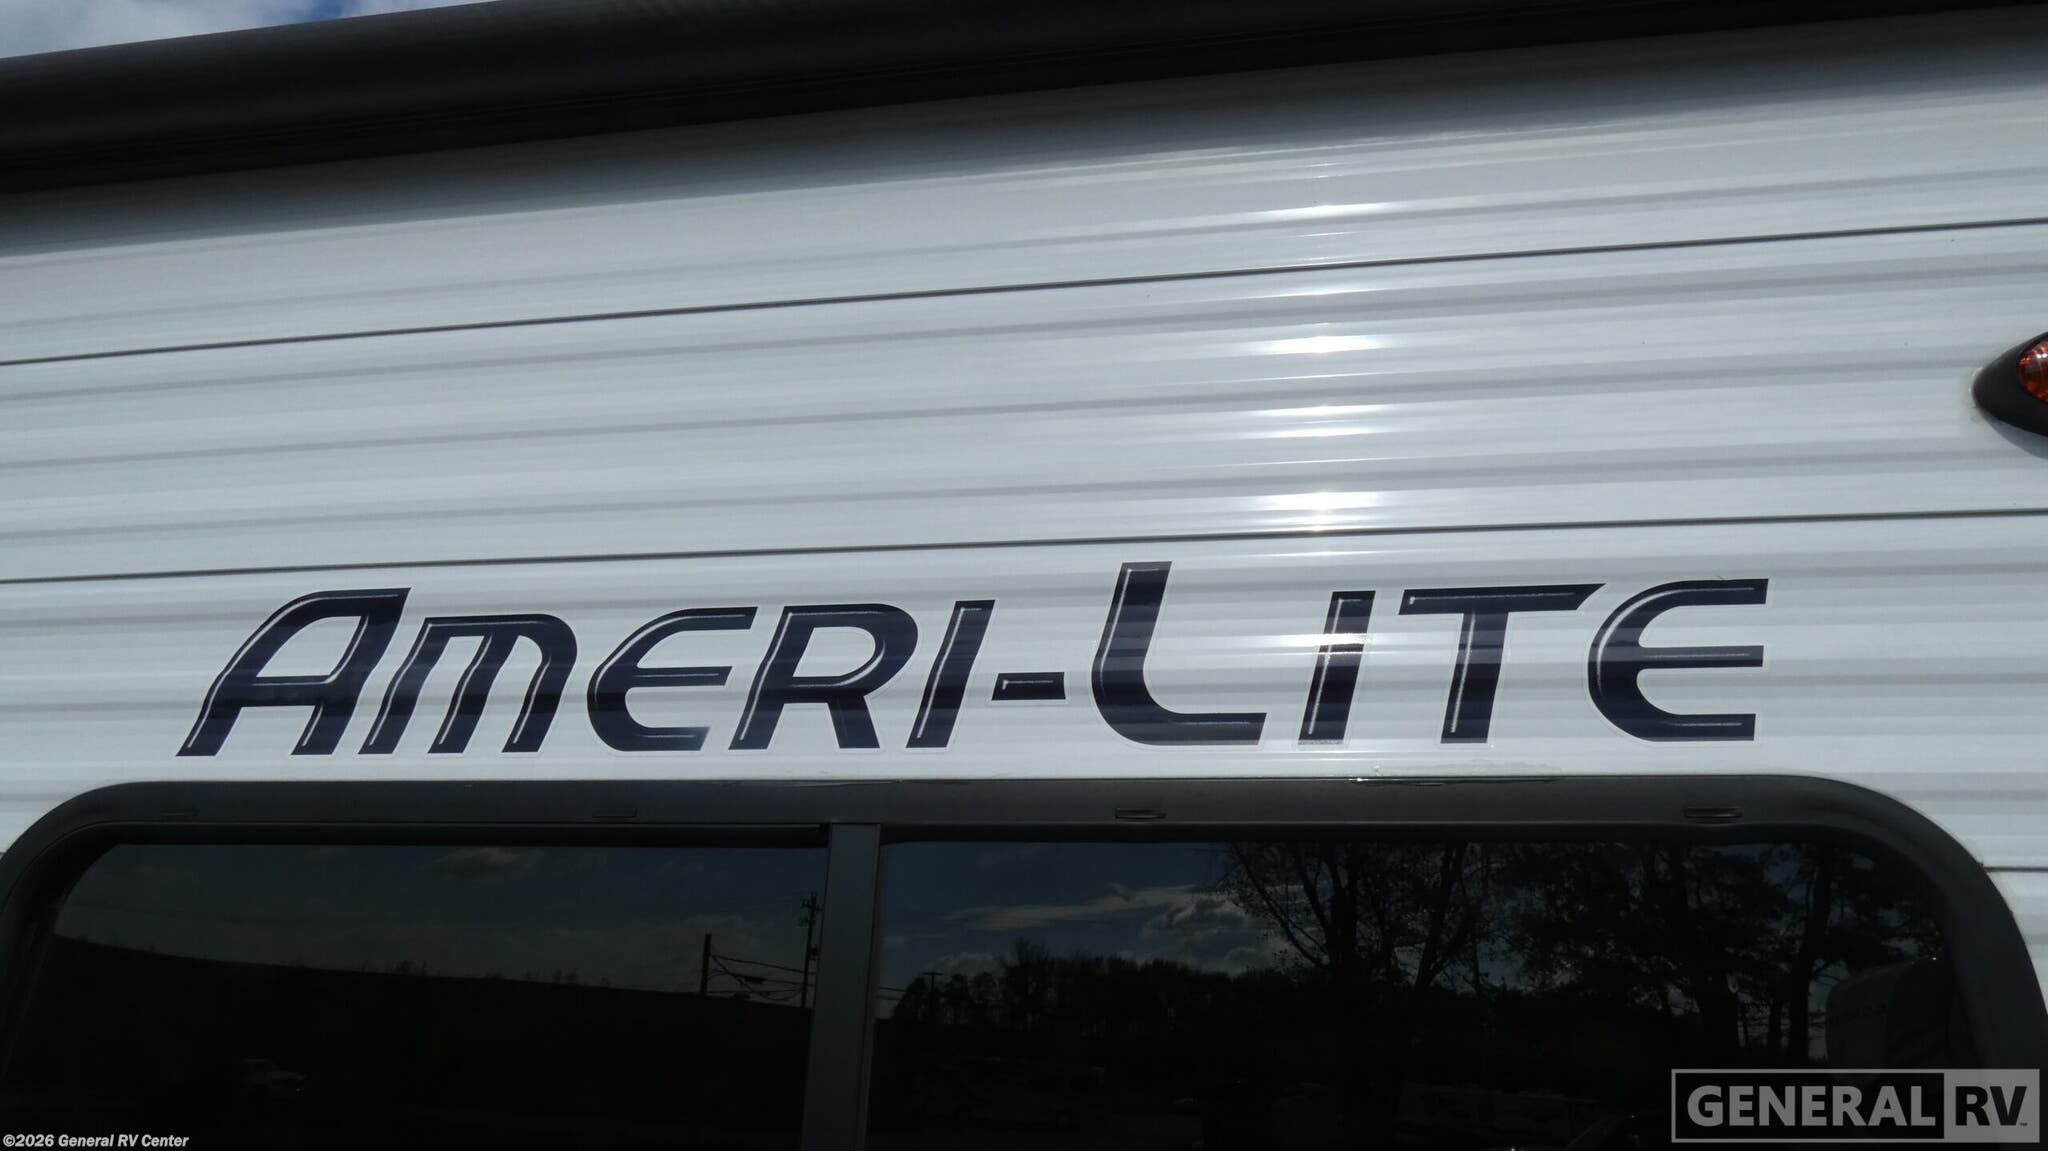 AMERI-LITE
GENERAL RV
©2026 General RV Center